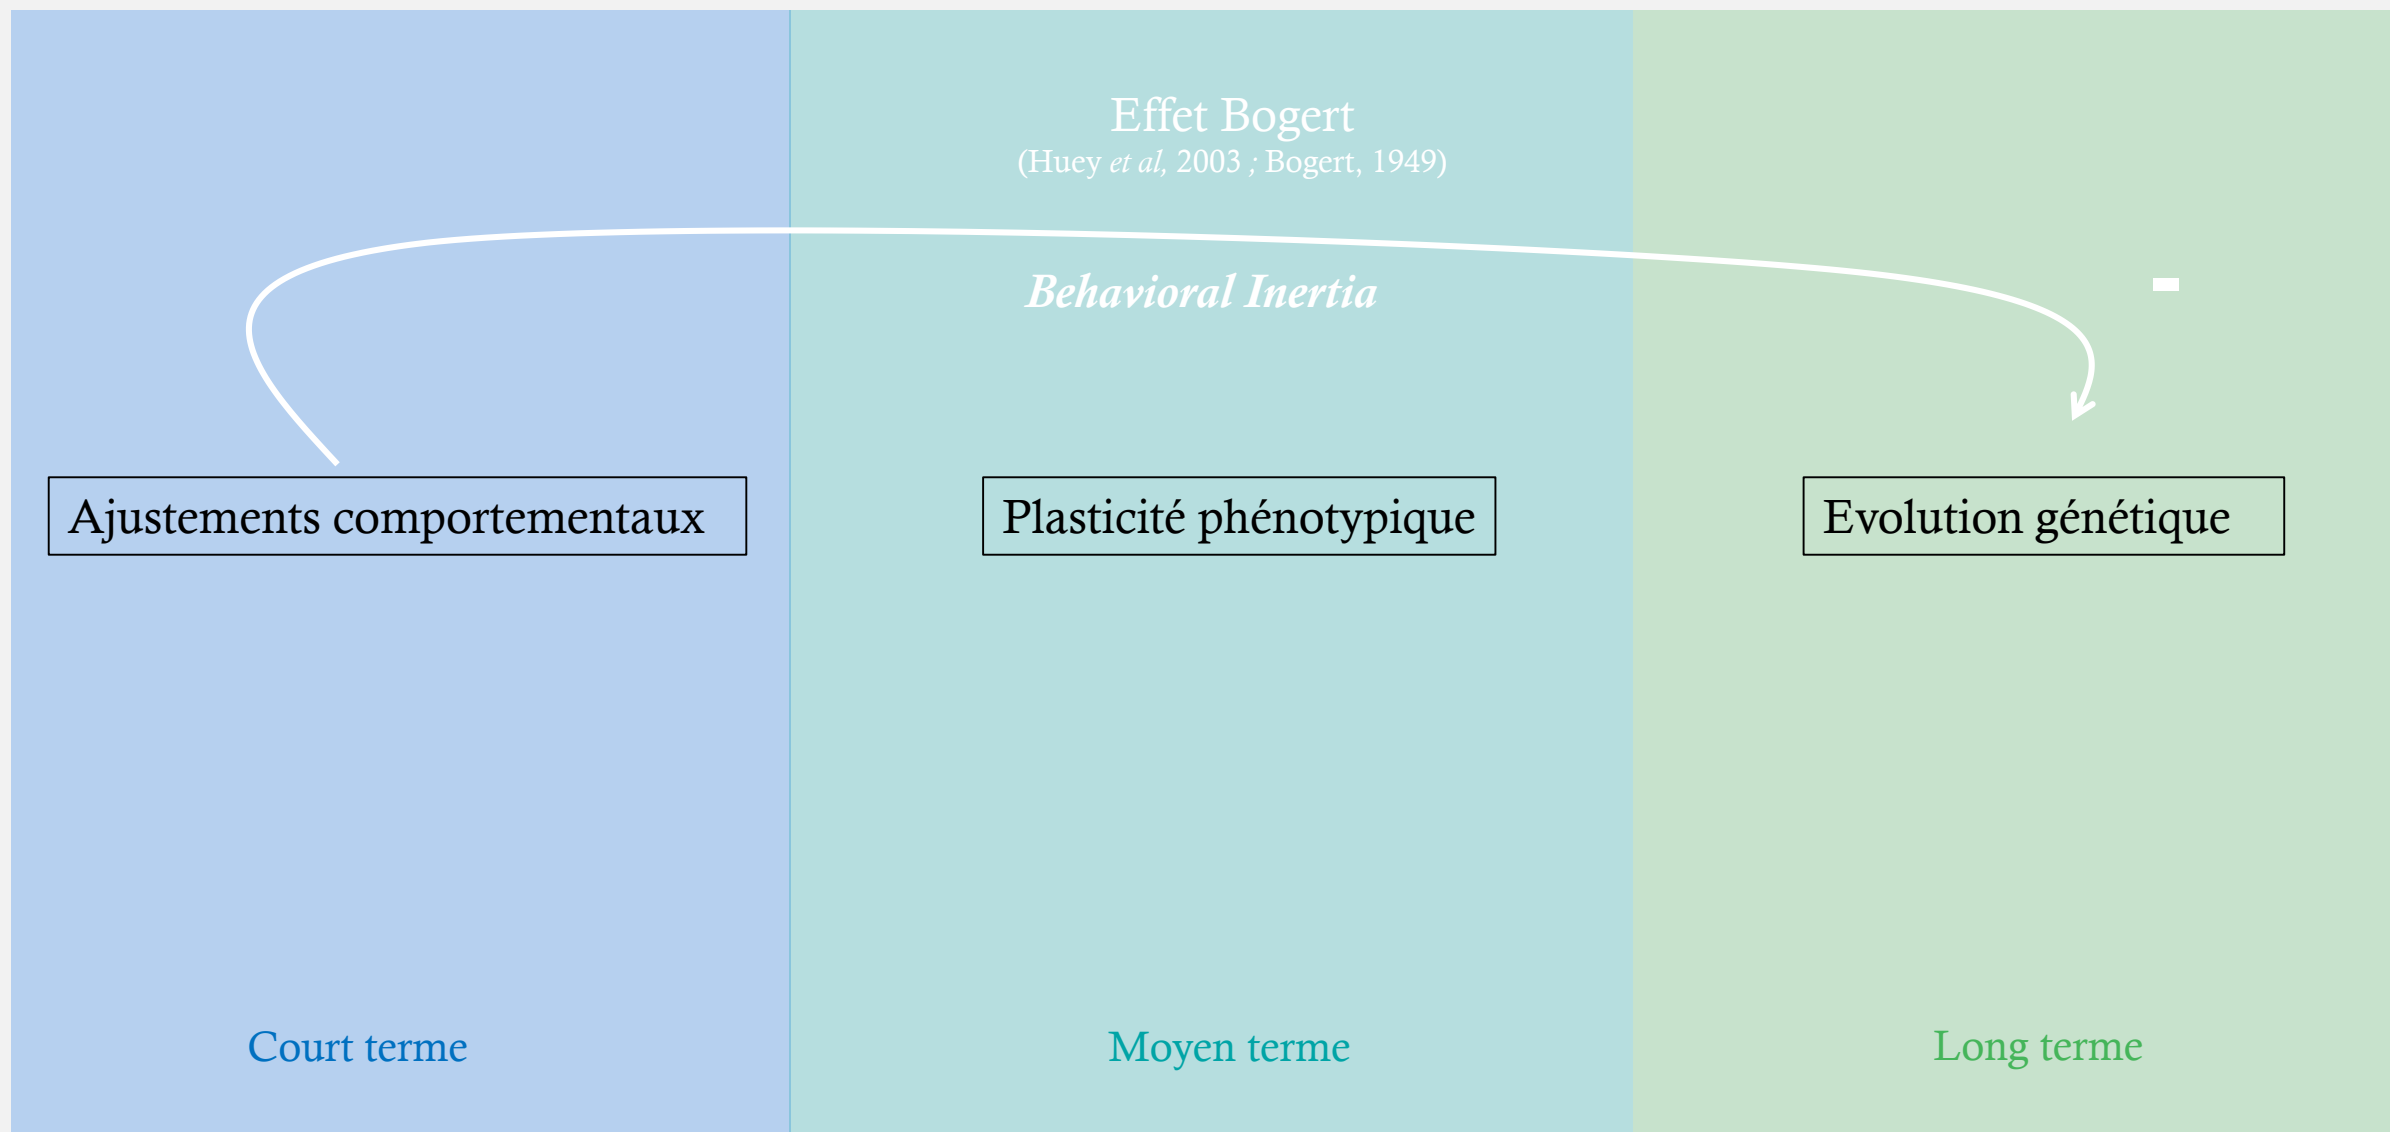 Effet Bogert
(Huey et al, 2003 ; Bogert, 1949)
Behavioral Inertia
-
Ajustements comportementaux
Plasticité phénotypique
Evolution génétique
Court terme
Moyen terme
Long terme